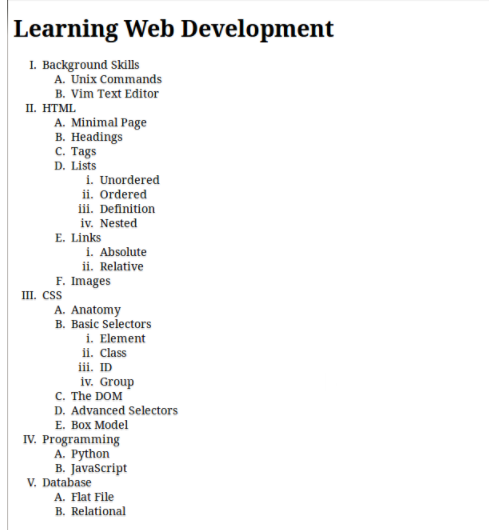 Learning Web Development
I. Background Skills
A. Unix Commands
B. Vim Text Editor
II. HTML
A. Minimal Page
B. Headings
C. Tags
D. Lists
i. Unordered
ii. Ordered
iii. Definition
iv. Nested
E. Links
i. Absolute
ii. Relative
F. Images
III. CSS
A. Anatomy
B. Basic Selectors
i. Element
ii. Class
iii. ID
iv. Group
C. The DOM
D. Advanced Selectors
E. Box Model
IV. Programming
A. Python
B. JavaScript
V. Database
A. Flat File
B. Relational